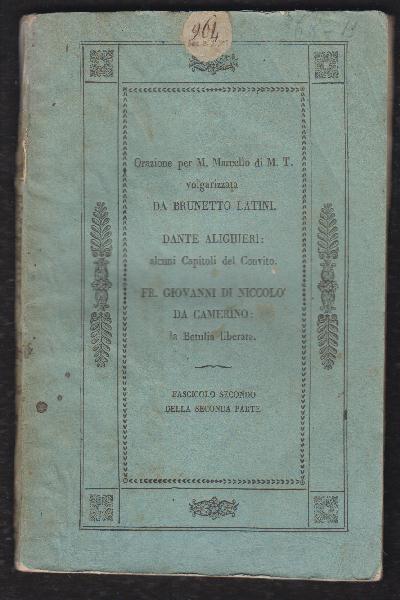 964
Orazione per M. Marcello di M. T.
volgarizzata
DA BRUNETTO LATINI.
DANTE ALIGHIERI:
alcuni Capitoli del Convito.
FR. GIOVANNI DI NICCOLO'
DA CAMERINO:
la Betulia liberata.
FASCICOLO SECONDO
DELLA SECONDA PARTE